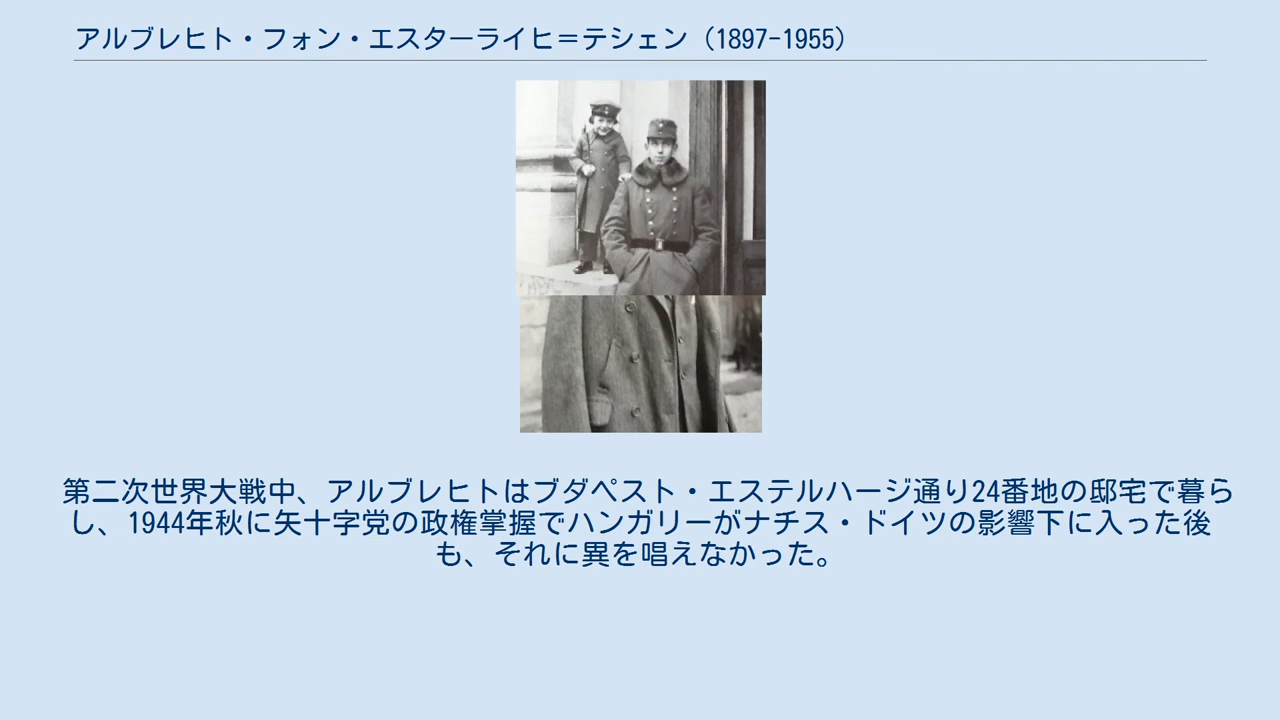 アルブレヒト・フォン・エスターライヒ＝テシェン（1897-1955）
第二次世界大戦中、アルブレヒトはブダペスト・エステルハージ通り24番地の邸宅で暮ら
し、1944年秋に矢十字党の政権掌握でハンガリーがナチス・ドイツの影響下に入った後
も、それに異を唱えなかった。